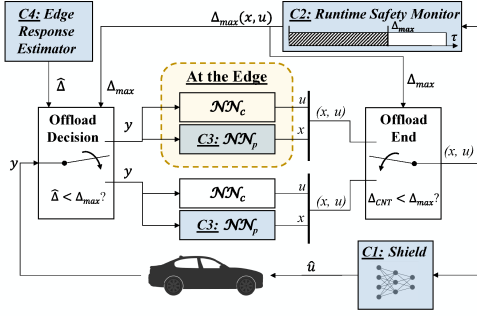 C4: Edge
Response
Estimator
Δmax(x, u)
C2: Runtime Safety Monitor
Δmax
τ
Δ̂
Δmax
At the Edge
Δmax
Offload
Decision
y
NNc
u
C3: NNp
x
(x, u)
Offload
End
y
(x, u)
y
Δ̂ < Δmax?
NNc
u
C3: NNp
x
(x, u)
ΔCNT < Δmax?
û
C1: Shield